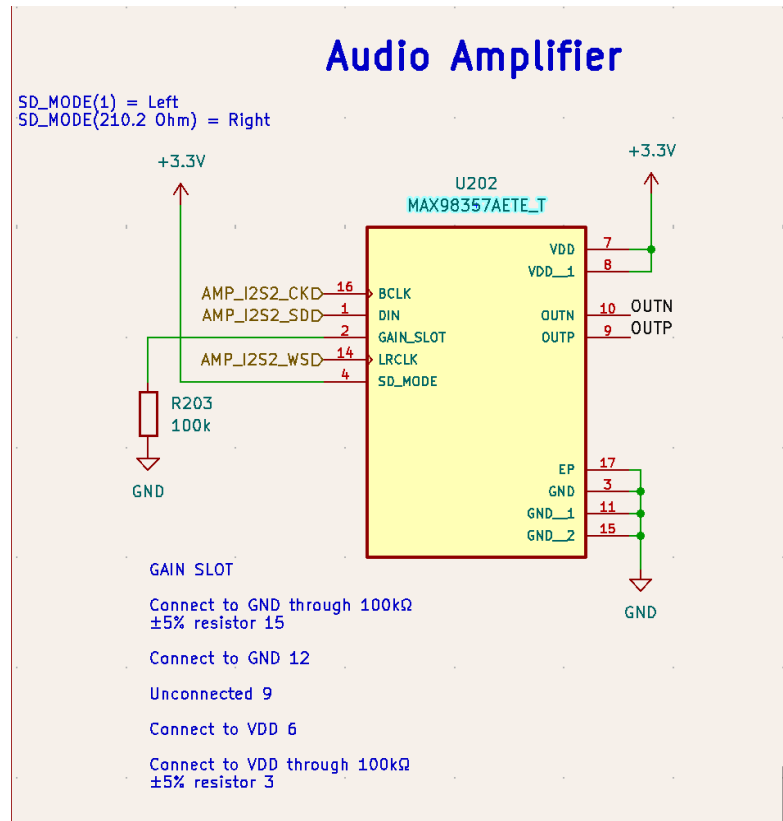 Audio Amplifier
SD_MODE(1) = Left
SD_MODE(210.2 Ohm) = Right
+3.3V
+3.3V
U202
MAX98357AETE_T
7
VDD
8
VDD__1
AMP_I2S2_CK
16
BCLK
AMP_I2S2_SD
1
DIN
2
GAIN_SLOT
AMP_I2S2_WS
14
LRCLK
4
SD_MODE
OUTN
10
OUTN
OUTP
9
OUTP
R203
100k
GND
EP
17
GND
3
GND__1
11
GND__2
15
GND
GAIN SLOT
Connect to GND through 100kΩ
±5% resistor 15
Connect to GND 12
Unconnected 9
Connect to VDD 6
Connect to VDD through 100kΩ
±5% resistor 3